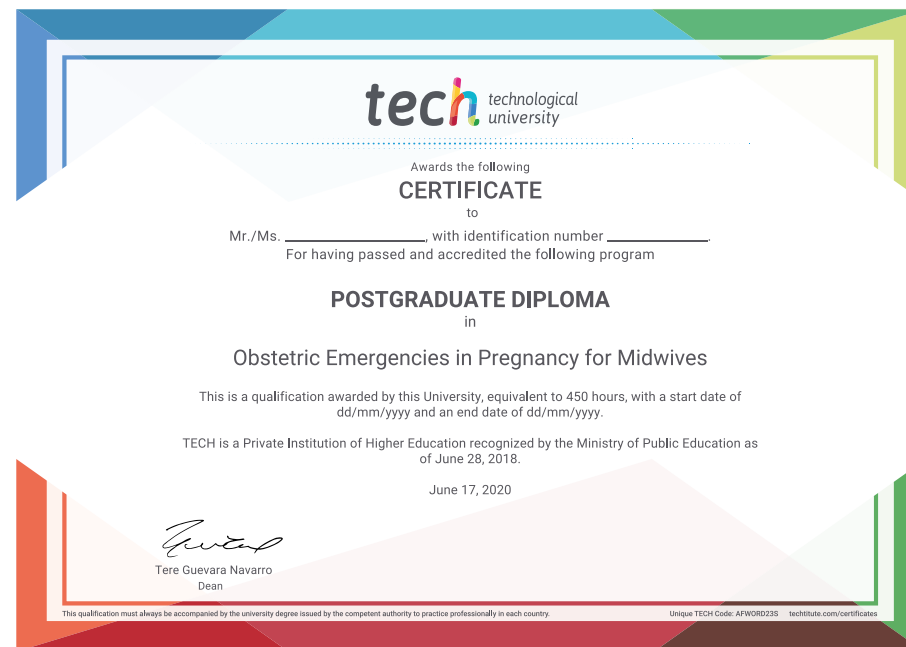 tech technological
university
Awards the following
CERTIFICATE
to
Mr./Ms. ____________, with identification number _________.
For having passed and accredited the following program
POSTGRADUATE DIPLOMA
in
Obstetric Emergencies in Pregnancy for Midwives
This is a qualification awarded by this University, equivalent to 450 hours, with a start date of
dd/mm/yyyy and an end date of dd/mm/yyyy.
TECH is a Private Institution of Higher Education recognized by the Ministry of Public Education as
of June 28, 2018.
June 17, 2020
Tere Guevara Navarro
Dean
This qualification must always be accompanied by the university degree issued by the competent authority to practice professionally in each country. Unique TECH Code: AFWORD23S techtitute.com/certificates